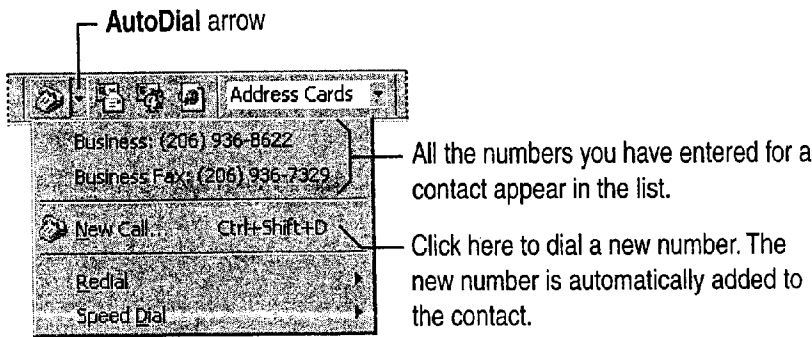 AutoDial arrow
Address Cards
Business: (206) 936-8622
Business Fax: (206) 936-7329
All the numbers you have entered for a
contact appear in the list.
New Call... Ctrl+Shift+D
Click here to dial a new number. The
new number is automatically added to
the contact.
Redial
Speed Dial